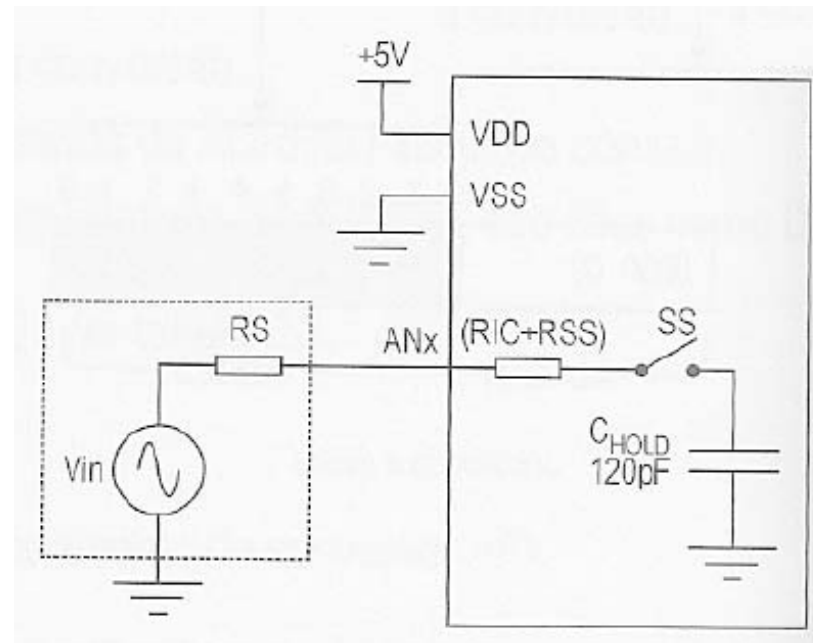 +5V
VDD
VSS
RS
ANx
(RIC+RSS)
SS
Vin
CHOLD
120pF